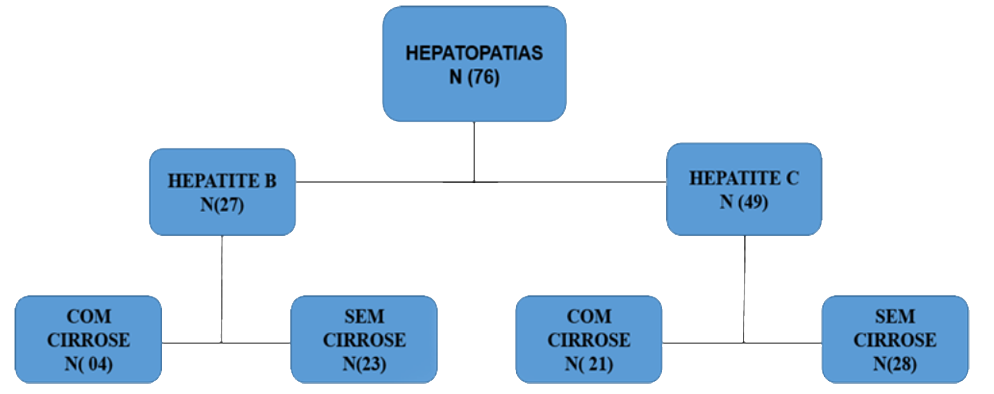 HEPATOPATIAS
N (76)
HEPATITE B
N(27)
HEPATITE C
N (49)
COM
CIRROSE
N( 04)
SEM
CIRROSE
N(23)
COM
CIRROSE
N( 21)
SEM
CIRROSE
N(28)